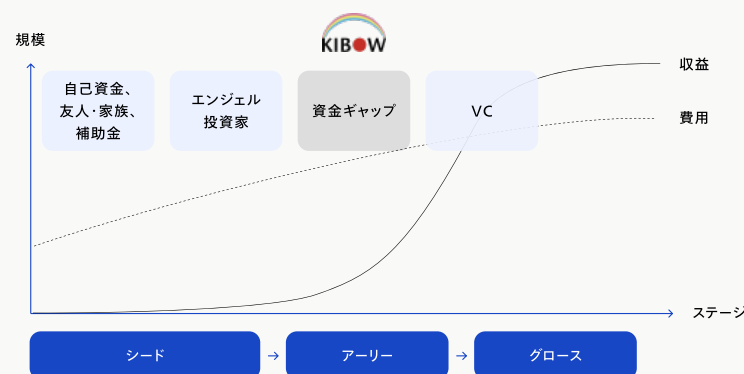 KIBOW
規模
自己資金、
友人・家族、
補助金
エンジェル
投資家
資金ギャップ
VC
収益
費用
ステージ
シード
アーリー
グロース